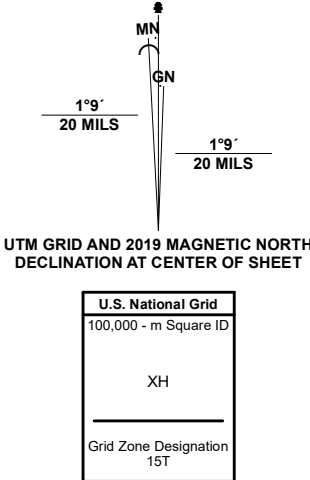 MN
GN
1°9´
20 MILS
1°9´
20 MILS
UTM GRID AND 2019 MAGNETIC NORTH
DECLINATION AT CENTER OF SHEET
U.S. National Grid
100,000 - m Square ID
XH
Grid Zone Designation
15T